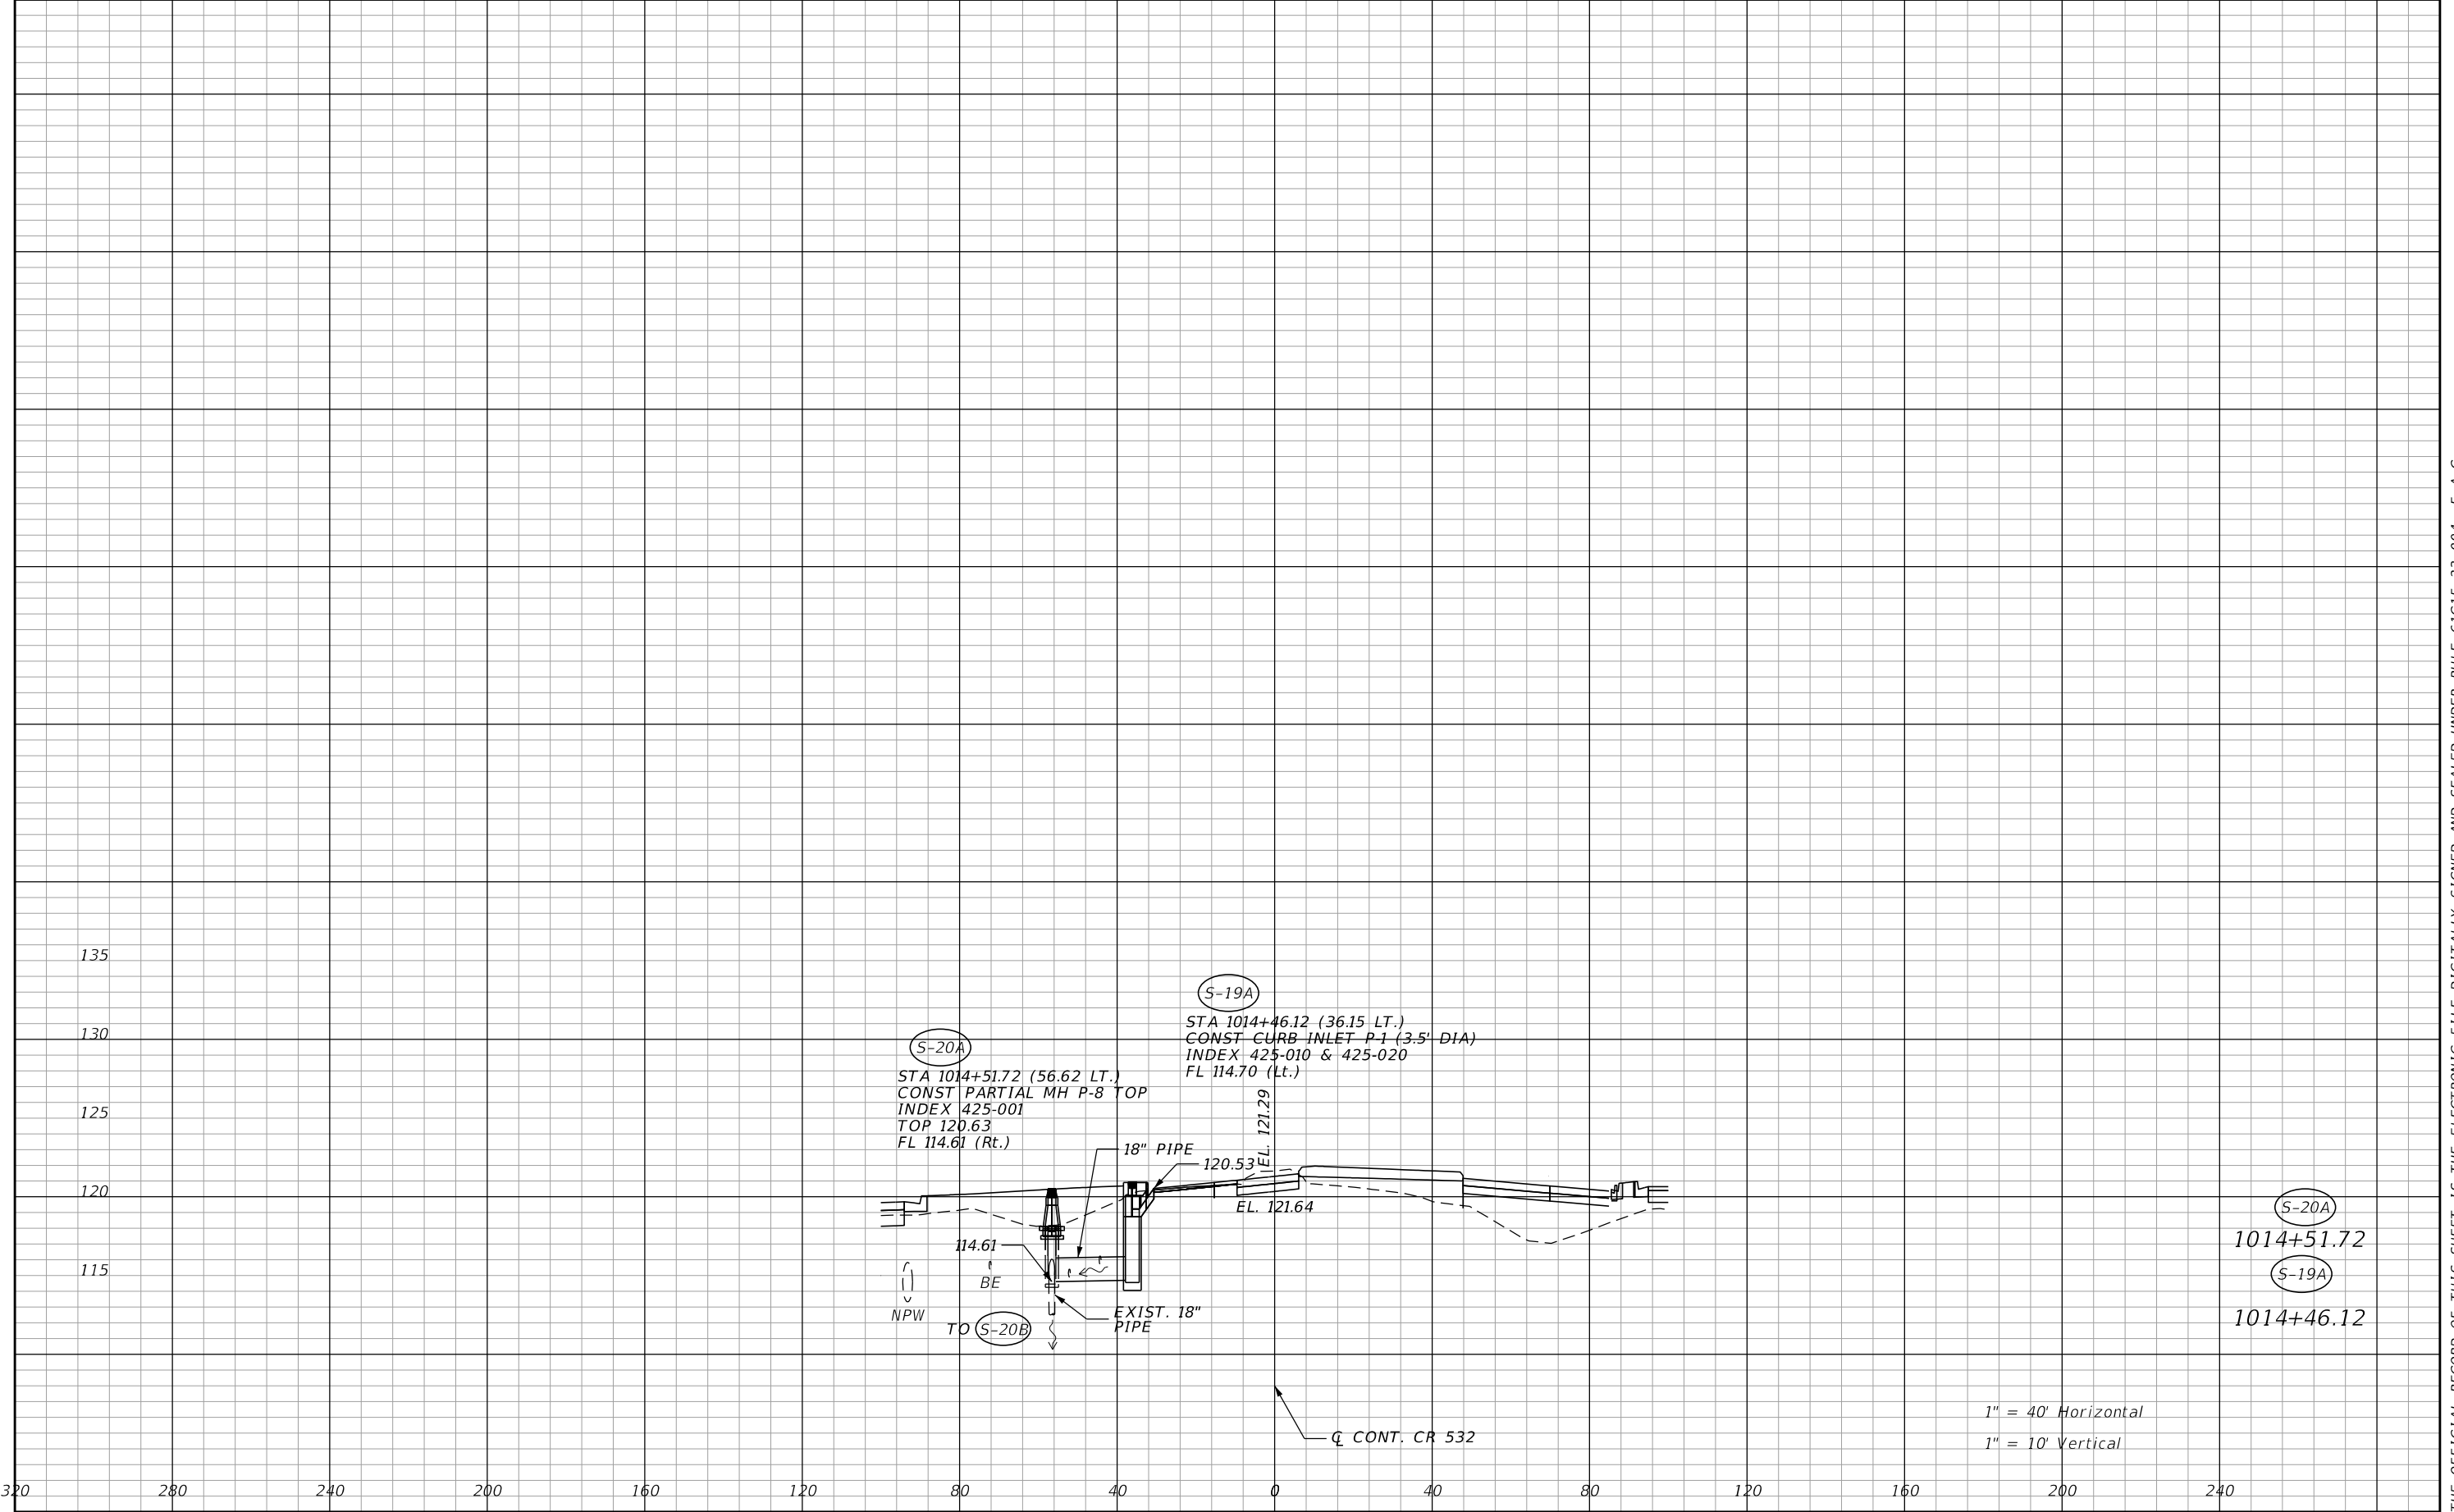 135
130
125
120
115
S-19A
STA 1014+46.12 (36.15 LT.)
CONST CURB INLET P-1 (3.5' DIA)
INDEX 425-010 & 425-020
FL 114.70 (Lt.)
S-20A
STA 1014+51.72 (56.62 LT.)
CONST PARTIAL MH P-8 TOP
INDEX 425-001
TOP 120.63
FL 114.61 (Rt.)
EL. 121.29
18" PIPE
120.53
EL. 121.64
114.61
BE
NPW
EXIST. 18"
PIPE
TO S-20B
S-20A
1014+51.72
S-19A
1014+46.12
℄ CONT. CR 532
1" = 40' Horizontal
1" = 10' Vertical
320 280 240 200 160 120 80 40 0 40 80 120 160 200 240